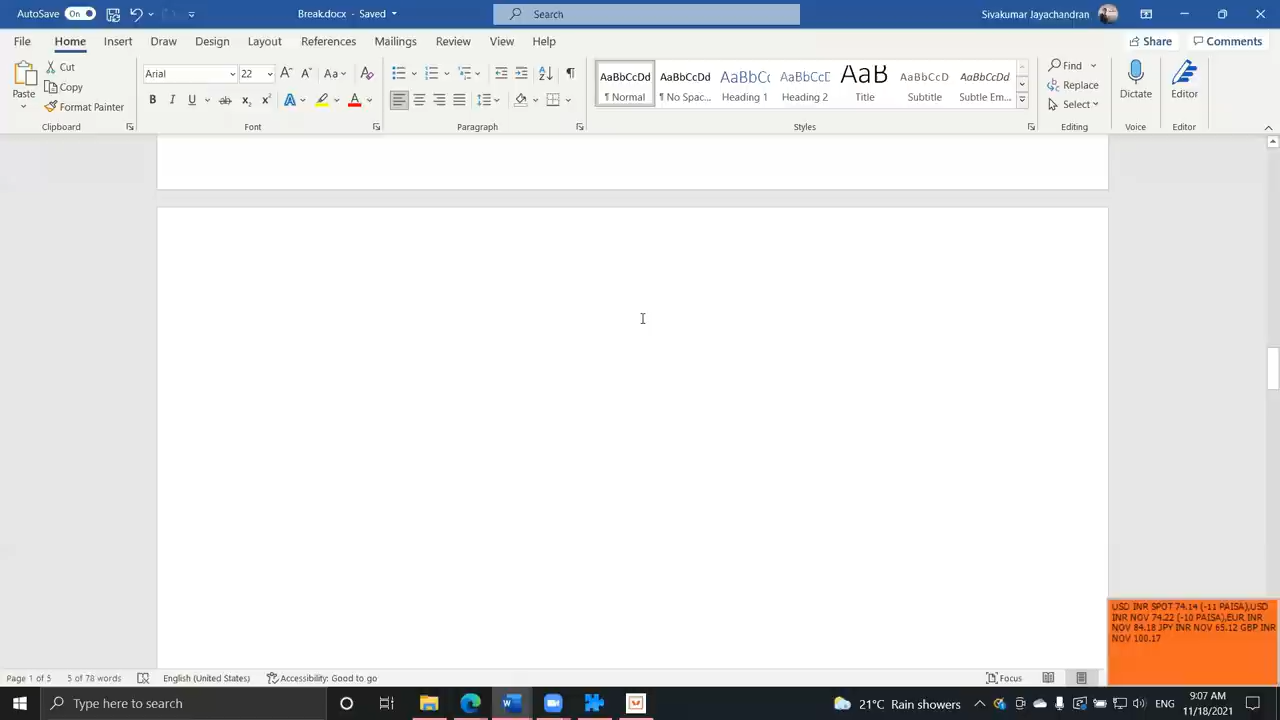 AutoSave On
Break.docx - Saved
Search
Sivakumar Jayachandran
File Home Insert Draw Design Layout References Mailings Review View Help
Share Comments
Paste
Cut
Copy
Format Painter
Clipboard
Arial 22
Font
Paragraph
AaBbCcDd AaBbCcDd AaBbCc AaBbCcE AaB AaBbCcD AaBbCcDd
¶ Normal ¶ No Spac... Heading 1 Heading 2 Title Subtitle Subtle Em...
Styles
Find
Replace
Select
Editing
Dictate
Voice
Editor
Editor
USD INR SPOT 74.14 (-11 PAISA),USD
INR NOV 74.22 (-10 PAISA),EUR INR
NOV 84.18 JPY INR NOV 65.12 GBP INR
NOV 100.17
Page 1 of 5 5 of 78 words English (United States) Accessibility: Good to go Focus
Type here to search
21°C Rain showers
ENG
9:07 AM
11/18/2021